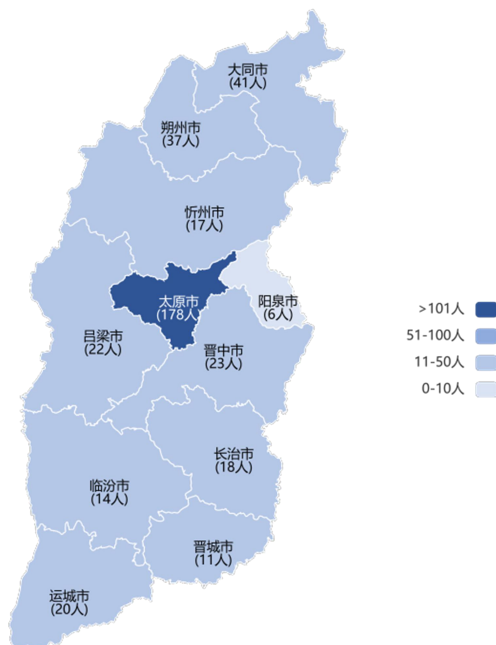 大同市
(41人)
朔州市
(37人)
忻州市
(17人)
太原市
(178人)
阳泉市
(6人)
吕梁市
(22人)
晋中市
(23人)
长治市
(18人)
临汾市
(14人)
晋城市
(11人)
运城市
(20人)
>101人
51-100人
11-50人
0-10人